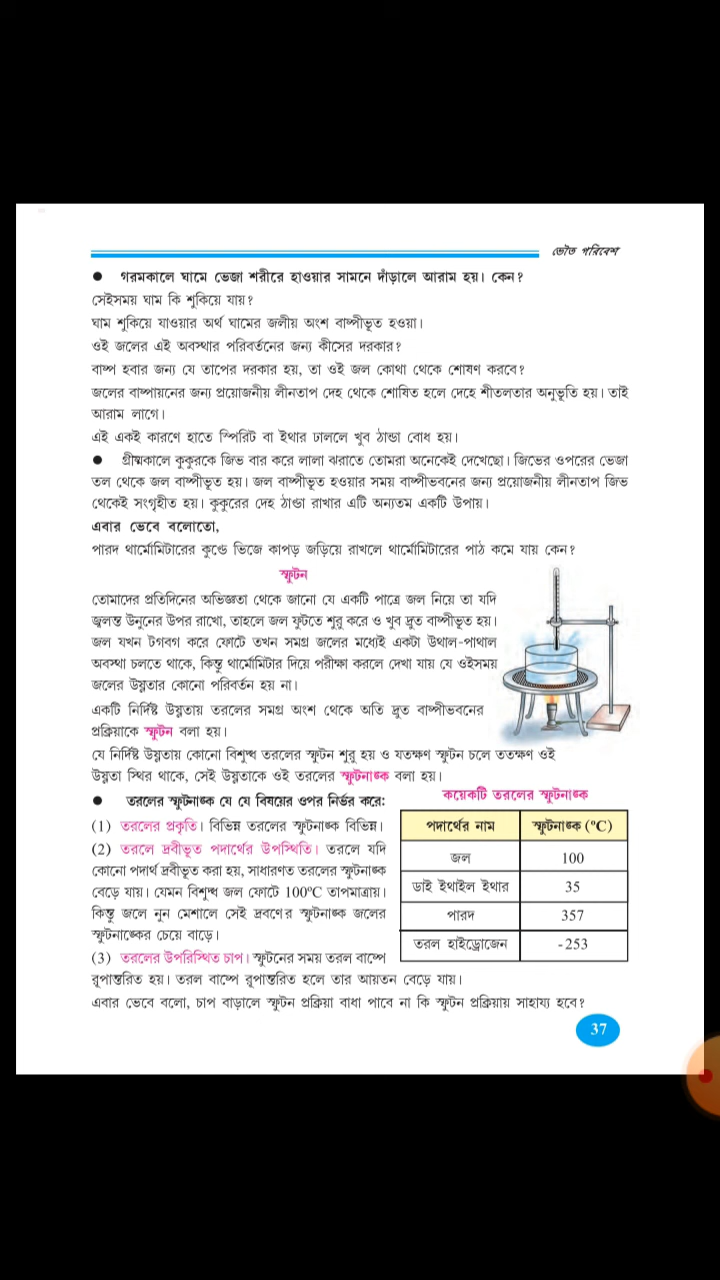 ভৌত পরিবেশ
● গরমকালে ঘামে ভেজা শরীরে হাওয়ার সামনে দাঁড়ালে আরাম হয়। কেন?
সেইসময় ঘাম কি শুকিয়ে যায়?
ঘাম শুকিয়ে যাওয়ার অর্থ ঘামের জলীয় অংশ বাষ্পীভূত হওয়া।
ওই জলের এই অবস্থার পরিবর্তনের জন্য কীসের দরকার?
বাষ্প হবার জন্য যে তাপের দরকার হয়, তা ওই জল কোথা থেকে শোষণ করবে?
জলের বাষ্পায়নের জন্য প্রয়োজনীয় লীনতাপ দেহ থেকে শোষিত হলে দেহে শীতলতার অনুভূতি হয়। তাই
আরাম লাগে।
এই একই কারণে হাতে স্পিরিট বা ইথার ঢাললে খুব ঠান্ডা বোধ হয়।
● গ্রীষ্মকালে কুকুরকে জিভ বার করে লালা ঝরাতে তোমরা অনেকেই দেখেছো। জিভের ওপরের ভেজা
তল থেকে জল বাষ্পীভূত হয়। জল বাষ্পীভূত হওয়ার সময় বাষ্পীভবনের জন্য প্রয়োজনীয় লীনতাপ জিভ
থেকেই সংগৃহীত হয়। কুকুরের দেহ ঠাণ্ডা রাখার এটি অন্যতম একটি উপায়।
এবার ভেবে বলোতো,
পারদ থার্মোমিটারের কুণ্ডে ভিজে কাপড় জড়িয়ে রাখলে থার্মোমিটারের পাঠ কমে যায় কেন?
স্ফুটন
তোমাদের প্রতিদিনের অভিজ্ঞতা থেকে জানো যে একটি পাত্রে জল নিয়ে তা যদি
জ্বলন্ত উনুনের উপর রাখো, তাহলে জল ফুটতে শুরু করে ও খুব দ্রুত বাষ্পীভূত হয়।
জল যখন টগবগ করে ফোটে তখন সমগ্র জলের মধ্যেই একটা উথাল-পাথাল
অবস্থা চলতে থাকে, কিন্তু থার্মোমিটার দিয়ে পরীক্ষা করলে দেখা যায় যে ওইসময়
জলের উষ্ণতার কোনো পরিবর্তন হয় না।
একটি নির্দিষ্ট উষ্ণতায় তরলের সমগ্র অংশ থেকে অতি দ্রুত বাষ্পীভবনের
প্রক্রিয়াকে স্ফুটন বলা হয়।
যে নির্দিষ্ট উষ্ণতায় কোনো বিশুদ্ধ তরলের স্ফুটন শুরু হয় ও যতক্ষণ স্ফুটন চলে ততক্ষণ ওই
উষ্ণতা স্থির থাকে, সেই উষ্ণতাকে ওই তরলের স্ফুটনাঙ্ক বলা হয়।
● তরলের স্ফুটনাঙ্ক যে যে বিষয়ের ওপর নির্ভর করে:
(1) তরলের প্রকৃতি। বিভিন্ন তরলের স্ফুটনাঙ্ক বিভিন্ন।
(2) তরলে দ্রবীভূত পদার্থের উপস্থিতি। তরলে যদি
কোনো পদার্থ দ্রবীভূত করা হয়, সাধারণত তরলের স্ফুটনাঙ্ক
বেড়ে যায়। যেমন বিশুদ্ধ জল ফোটে 100°C তাপমাত্রায়।
কিন্তু জলে নুন মেশালে সেই দ্রবণের স্ফুটনাঙ্ক জলের
স্ফুটনাঙ্কের চেয়ে বাড়ে।
(3) তরলের উপরিস্থিত চাপ। স্ফুটনের সময় তরল বাষ্পে
রূপান্তরিত হয়। তরল বাষ্পে রূপান্তরিত হলে তার আয়তন বেড়ে যায়।
কয়েকটি তরলের স্ফুটনাঙ্ক
পদার্থের নাম স্ফুটনাঙ্ক (°C)
জল 100
ডাই ইথাইল ইথার 35
পারদ 357
তরল হাইড্রোজেন -253
এবার ভেবে বলো, চাপ বাড়ালে স্ফুটন প্রক্রিয়া বাধা পাবে না কি স্ফুটন প্রক্রিয়ায় সাহায্য হবে?
37